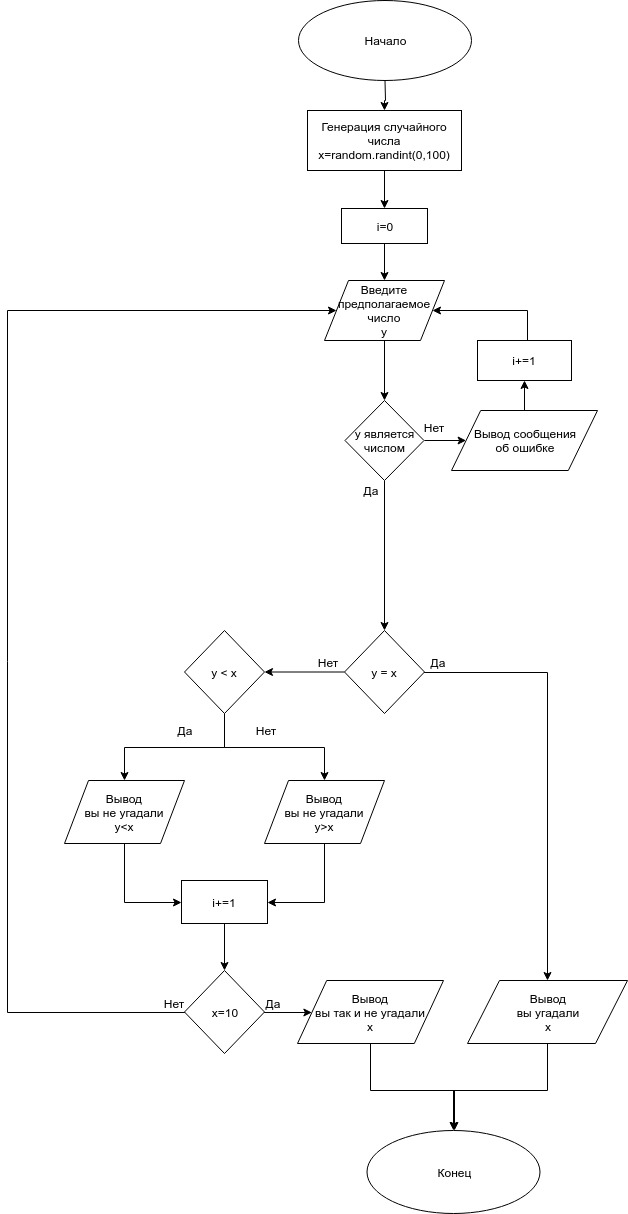 Начало
Генерация случайного
числа
x=random.randint(0,100)
i=0
Введите
предполагаемое
число
y
i+=1
у является
числом
Нет
Вывод сообщения
об ошибке
Да
y < x
Нет
y = x
Да
Да
Нет
Вывод
вы не угадали
y<x
Вывод
вы не угадали
y>x
i+=1
Нет
x=10
Да
Вывод
вы так и не угадали
x
Вывод
вы угадали
x
Конец